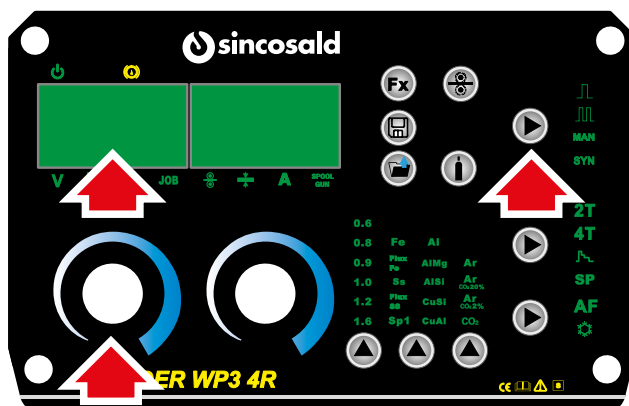 sincosald
Fx
MAN
SYN
V JOB A SPOOL
GUN
2T
4T
SP
AF
0.6
0.8 Fe Al
0.9 Flux Fe AlMg Ar
1.0 Ss AlSi Ar CO₂20%
1.2 Flux SS CuSi Ar CO₂2%
1.6 Sp1 CuAl CO₂
DER WP3 4R
CE